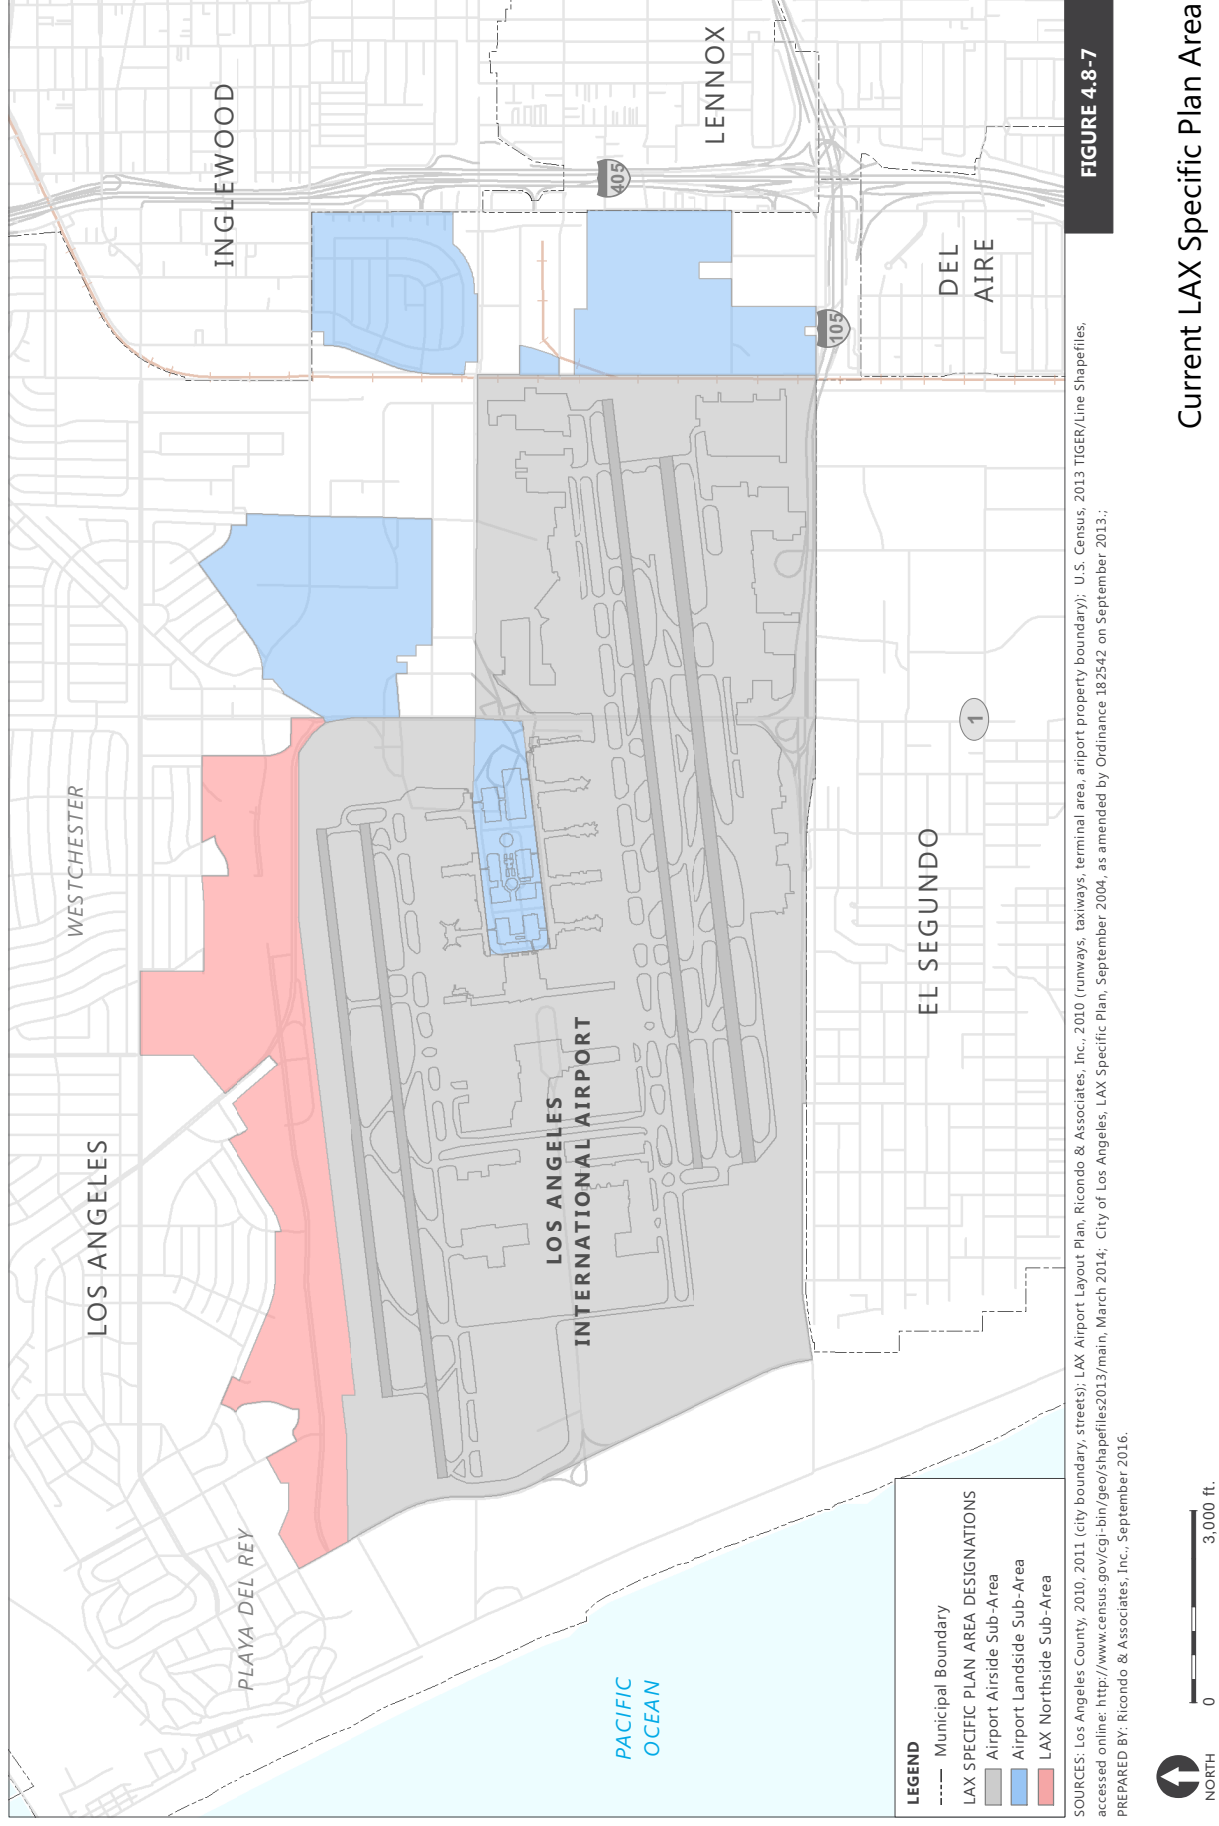 INGLEWOOD
LENNOX
405
DEL
AIRE
105
WESTCHESTER
LOS ANGELES
PLAYA DEL REY
LOS ANGELES
INTERNATIONAL AIRPORT
EL SEGUNDO
1
PACIFIC
OCEAN
LEGEND
Municipal Boundary
LAX SPECIFIC PLAN AREA DESIGNATIONS
Airport Airside Sub-Area
Airport Landside Sub-Area
LAX Northside Sub-Area
SOURCES: Los Angeles County, 2010, 2011 (city boundary, streets); LAX Airport Layout Plan, Ricondo & Associates, Inc., 2010 (runways, taxiways, terminal area, ariport property boundary); U.S. Census, 2013 TIGER/Line Shapefiles,
accessed online: http://www.census.gov/cgi-bin/geo/shapefiles2013/main, March 2014; City of Los Angeles, LAX Specific Plan, September 2004, as amended by Ordinance 182542 on September 2013.;
PREPARED BY: Ricondo & Associates, Inc., September 2016.
FIGURE 4.8-7
NORTH
0
3,000 ft.
Current LAX Specific Plan Area